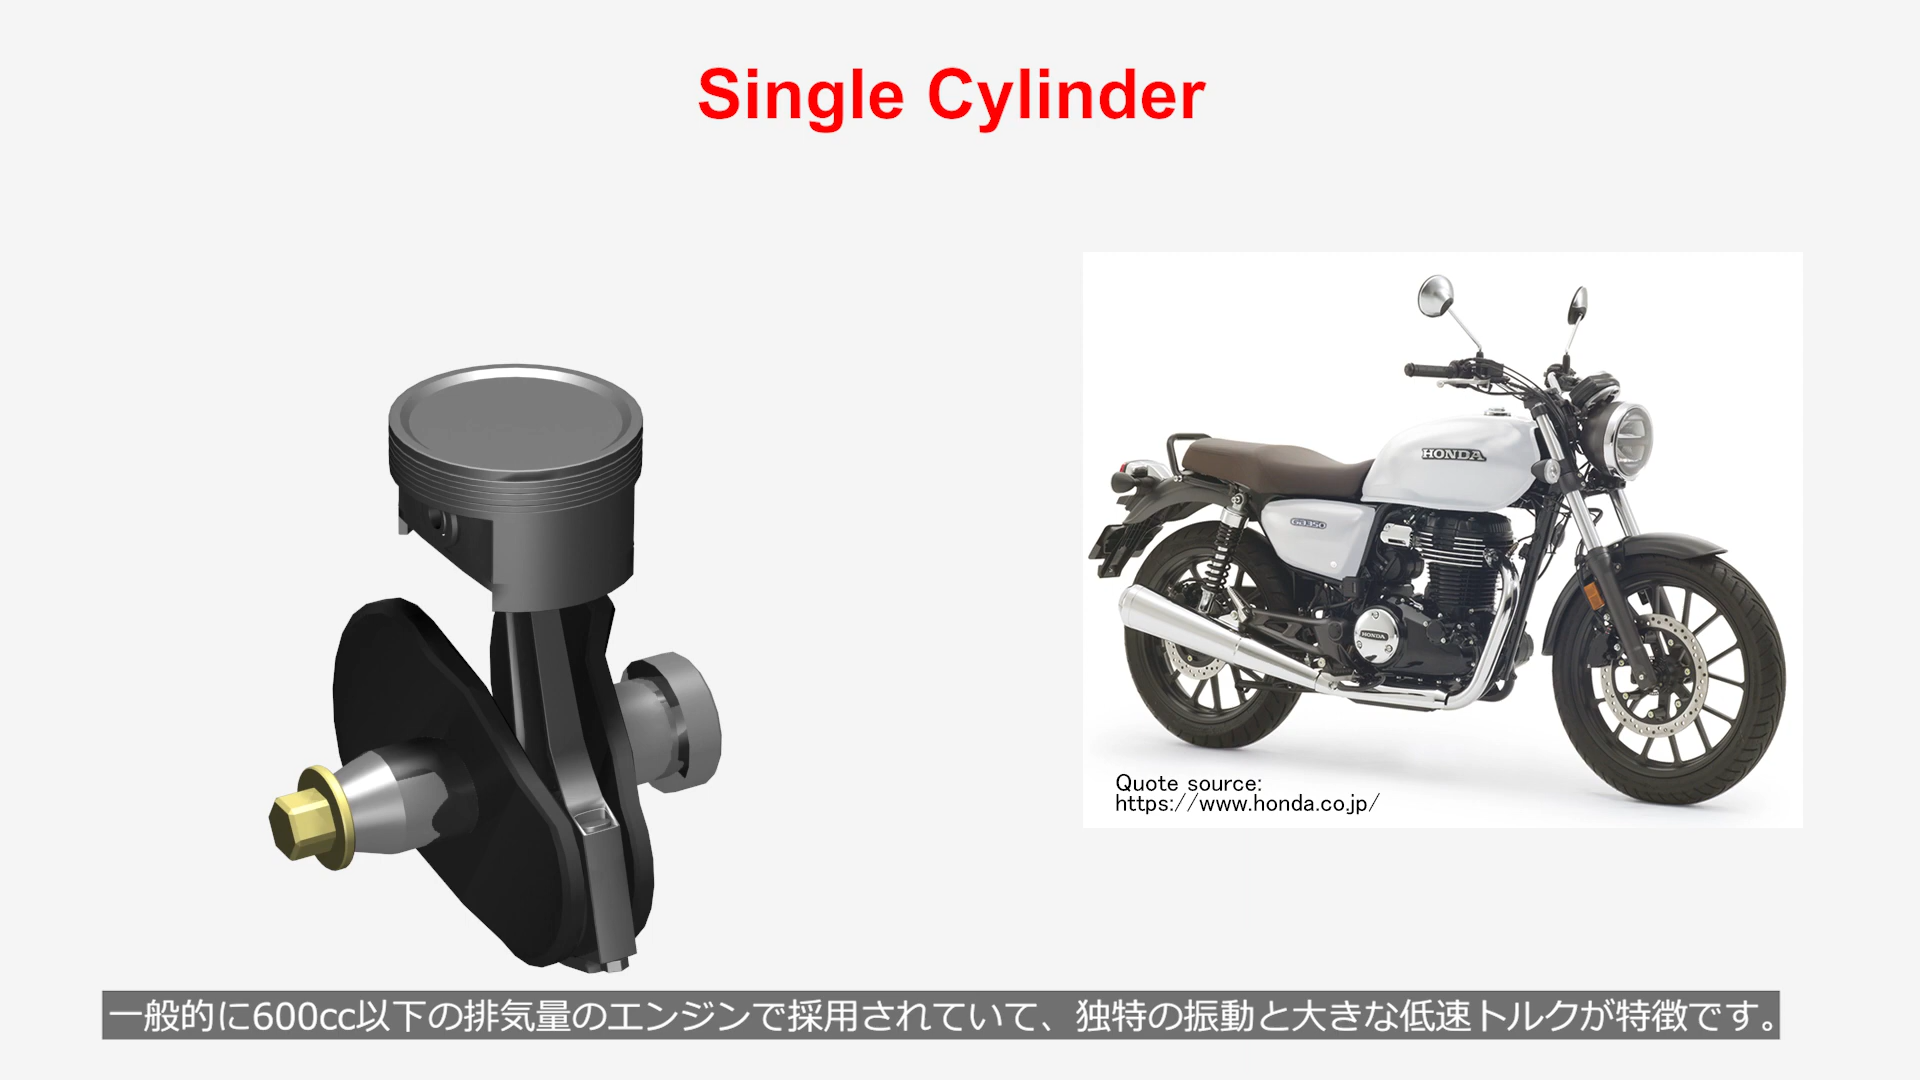 Single Cylinder
HONDA
GB350
HONDA
Quote source:
https://www.honda.co.jp/
一般的に600cc以下の排気量のエンジンで採用されていて、独特の振動と大きな低速トルクが特徴です。